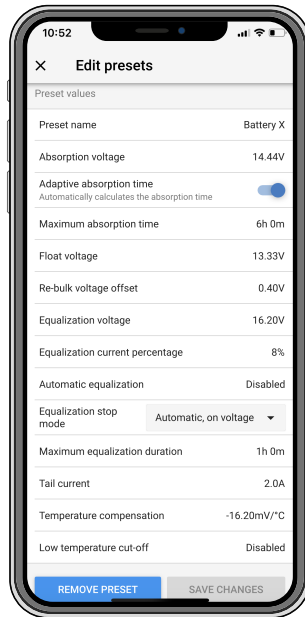 10:52
Edit presets
Preset values
Preset name Battery X
Absorption voltage 14.44V
Adaptive absorption time
Automatically calculates the absorption time
Maximum absorption time 6h 0m
Float voltage 13.33V
Re-bulk voltage offset 0.40V
Equalization voltage 16.20V
Equalization current percentage 8%
Automatic equalization Disabled
Equalization stop
mode Automatic, on voltage
Maximum equalization duration 1h 0m
Tail current 2.0A
Temperature compensation -16.20mV/°C
Low temperature cut-off Disabled
REMOVE PRESET SAVE CHANGES